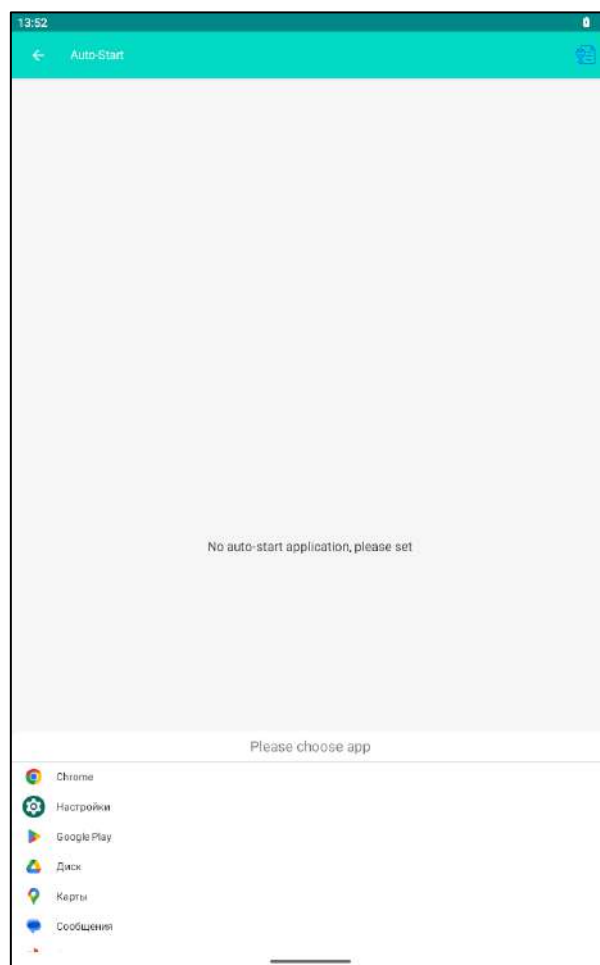 13:52
Auto-Start
No auto-start application, please set
Please choose app
Chrome
Настройки
Google Play
Диск
Карты
Сообщения